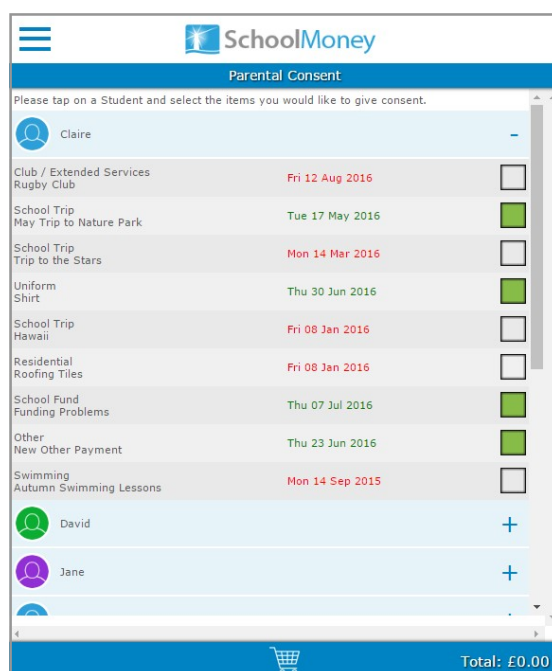 SchoolMoney
Parental Consent
Please tap on a Student and select the items you would like to give consent.
Claire
-
Club / Extended Services
Rugby Club
Fri 12 Aug 2016
School Trip
May Trip to Nature Park
Tue 17 May 2016
School Trip
Trip to the Stars
Mon 14 Mar 2016
Uniform
Shirt
Thu 30 Jun 2016
School Trip
Hawaii
Fri 08 Jan 2016
Residential
Roofing Tiles
Fri 08 Jan 2016
School Fund
Funding Problems
Thu 07 Jul 2016
Other
New Other Payment
Thu 23 Jun 2016
Swimming
Autumn Swimming Lessons
Mon 14 Sep 2015
David
+
Jane
+
Total: £0.00